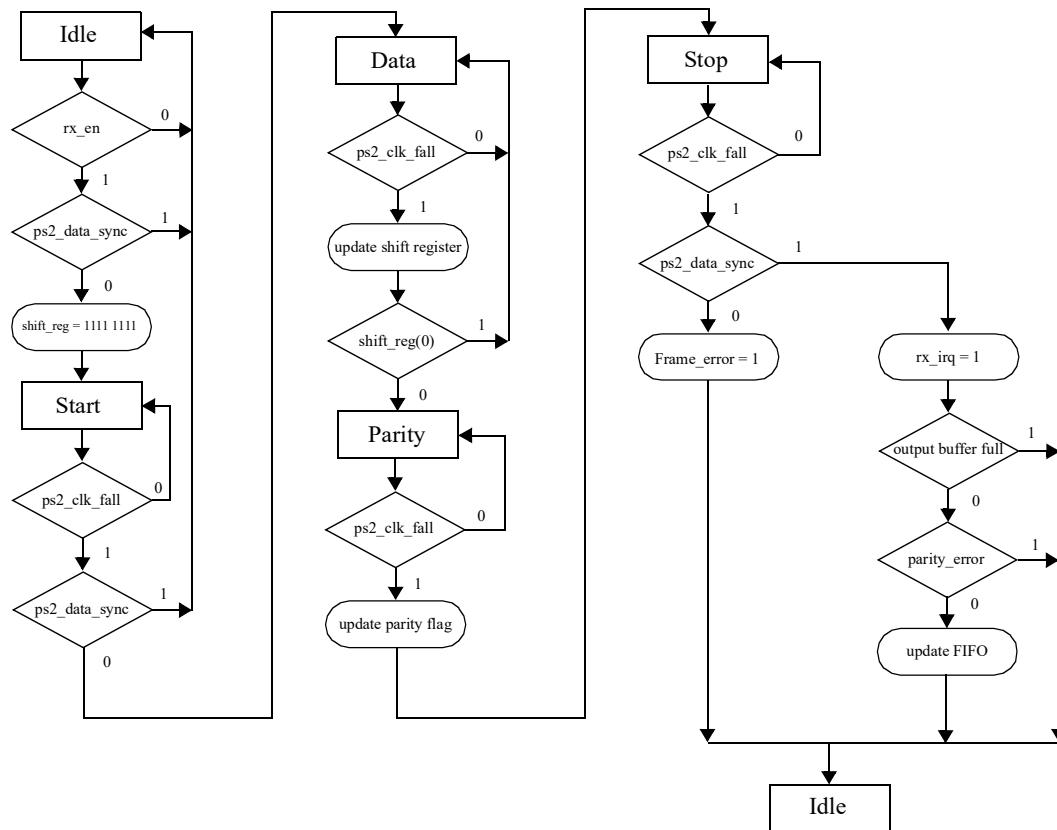 Idle
rx_en
0
1
ps2_data_sync
1
0
shift_reg = 1111 1111
Start
ps2_clk_fall
0
1
ps2_data_sync
1
0
Data
ps2_clk_fall
0
1
update shift register
shift_reg(0)
1
0
Parity
ps2_clk_fall
0
1
update parity flag
Stop
ps2_clk_fall
0
1
ps2_data_sync
1
0
Frame_error = 1
rx_irq = 1
output buffer full
1
0
parity_error
1
0
update FIFO
Idle